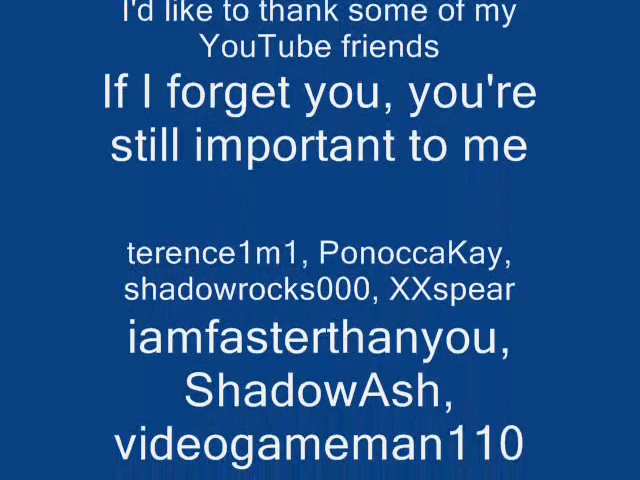 I'd like to thank some of my
YouTube friends
If I forget you, you're
still important to me
terence1m1, PonoccaKay,
shadowrocks000, XXspear
iamfasterthanyou,
ShadowAsh,
videogameman110